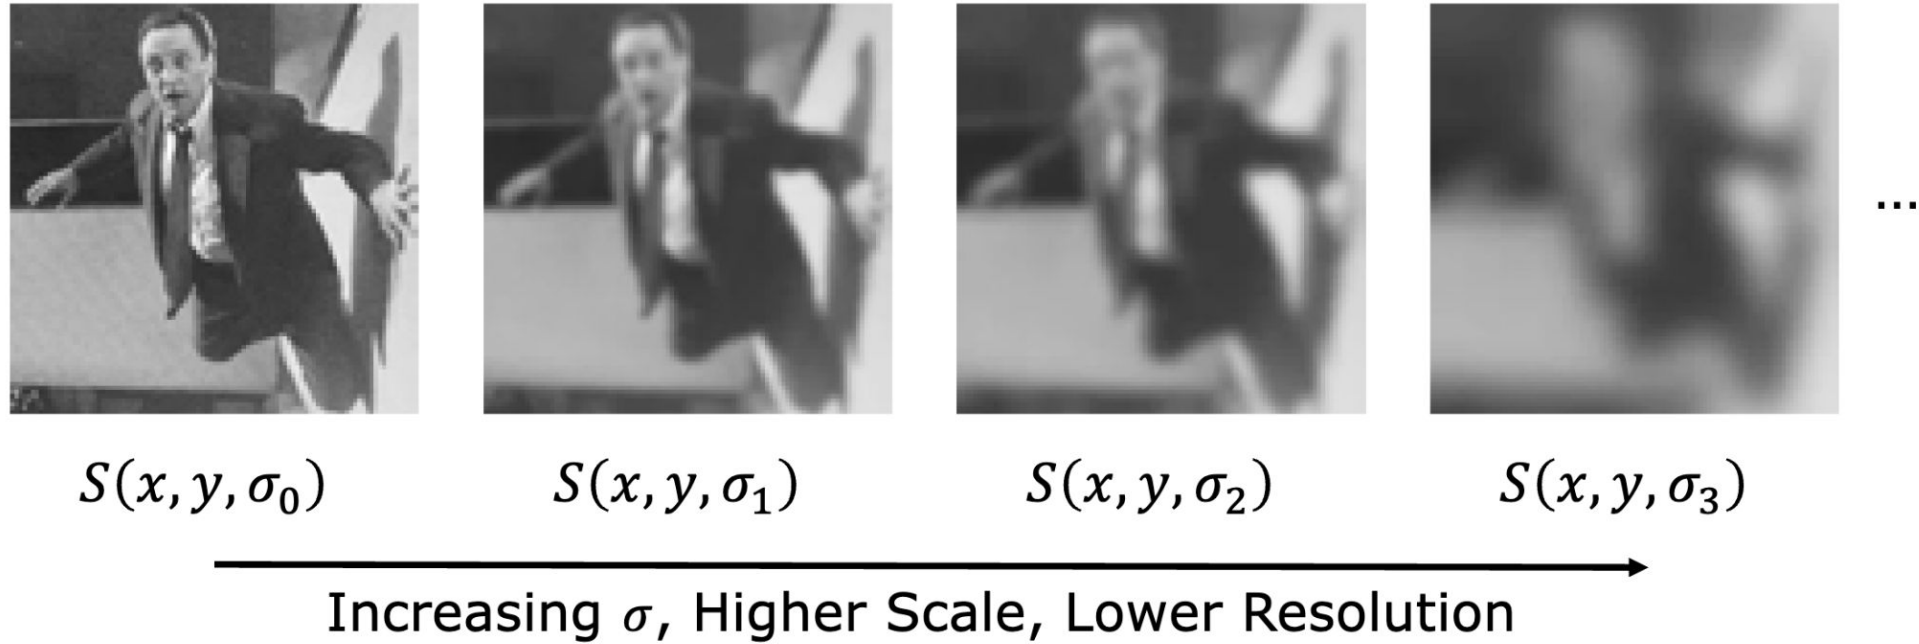 ...
S(x, y, σ₀) S(x, y, σ₁) S(x, y, σ₂) S(x, y, σ₃)
Increasing σ, Higher Scale, Lower Resolution